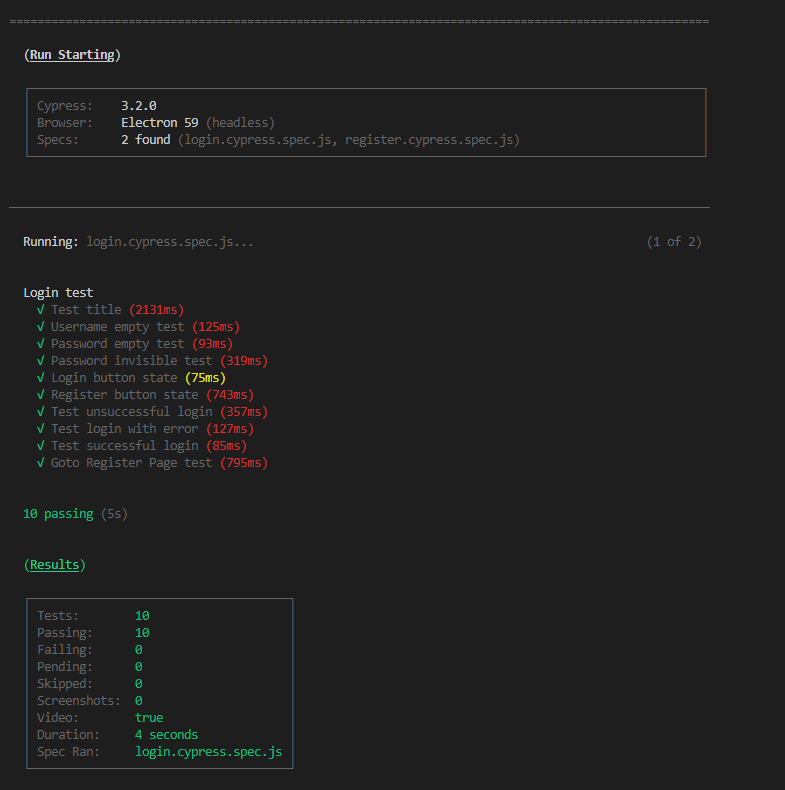 ====================================================================================================
(Run Starting)
Cypress: 3.2.0
Browser: Electron 59 (headless)
Specs: 2 found (login.cypress.spec.js, register.cypress.spec.js)
Running: login.cypress.spec.js... (1 of 2)
Login test
√ Test title (2131ms)
√ Username empty test (125ms)
√ Password empty test (93ms)
√ Password invisible test (319ms)
√ Login button state (75ms)
√ Register button state (743ms)
√ Test unsuccessful login (357ms)
√ Test login with error (127ms)
√ Test successful login (85ms)
√ Goto Register Page test (795ms)
10 passing (5s)
(Results)
Tests: 10
Passing: 10
Failing: 0
Pending: 0
Skipped: 0
Screenshots: 0
Video: true
Duration: 4 seconds
Spec Ran: login.cypress.spec.js